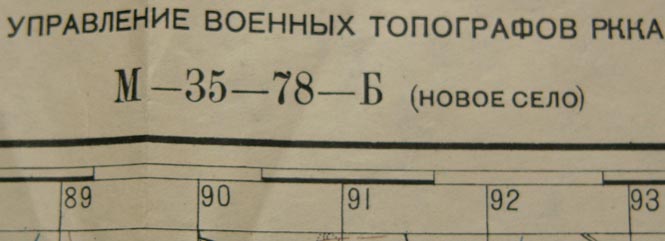 УПРАВЛЕНИЕ ВОЕННЫХ ТОПОГРАФОВ РККА
М—35—78—Б (НОВОЕ СЕЛО)
89 90 91 92 93